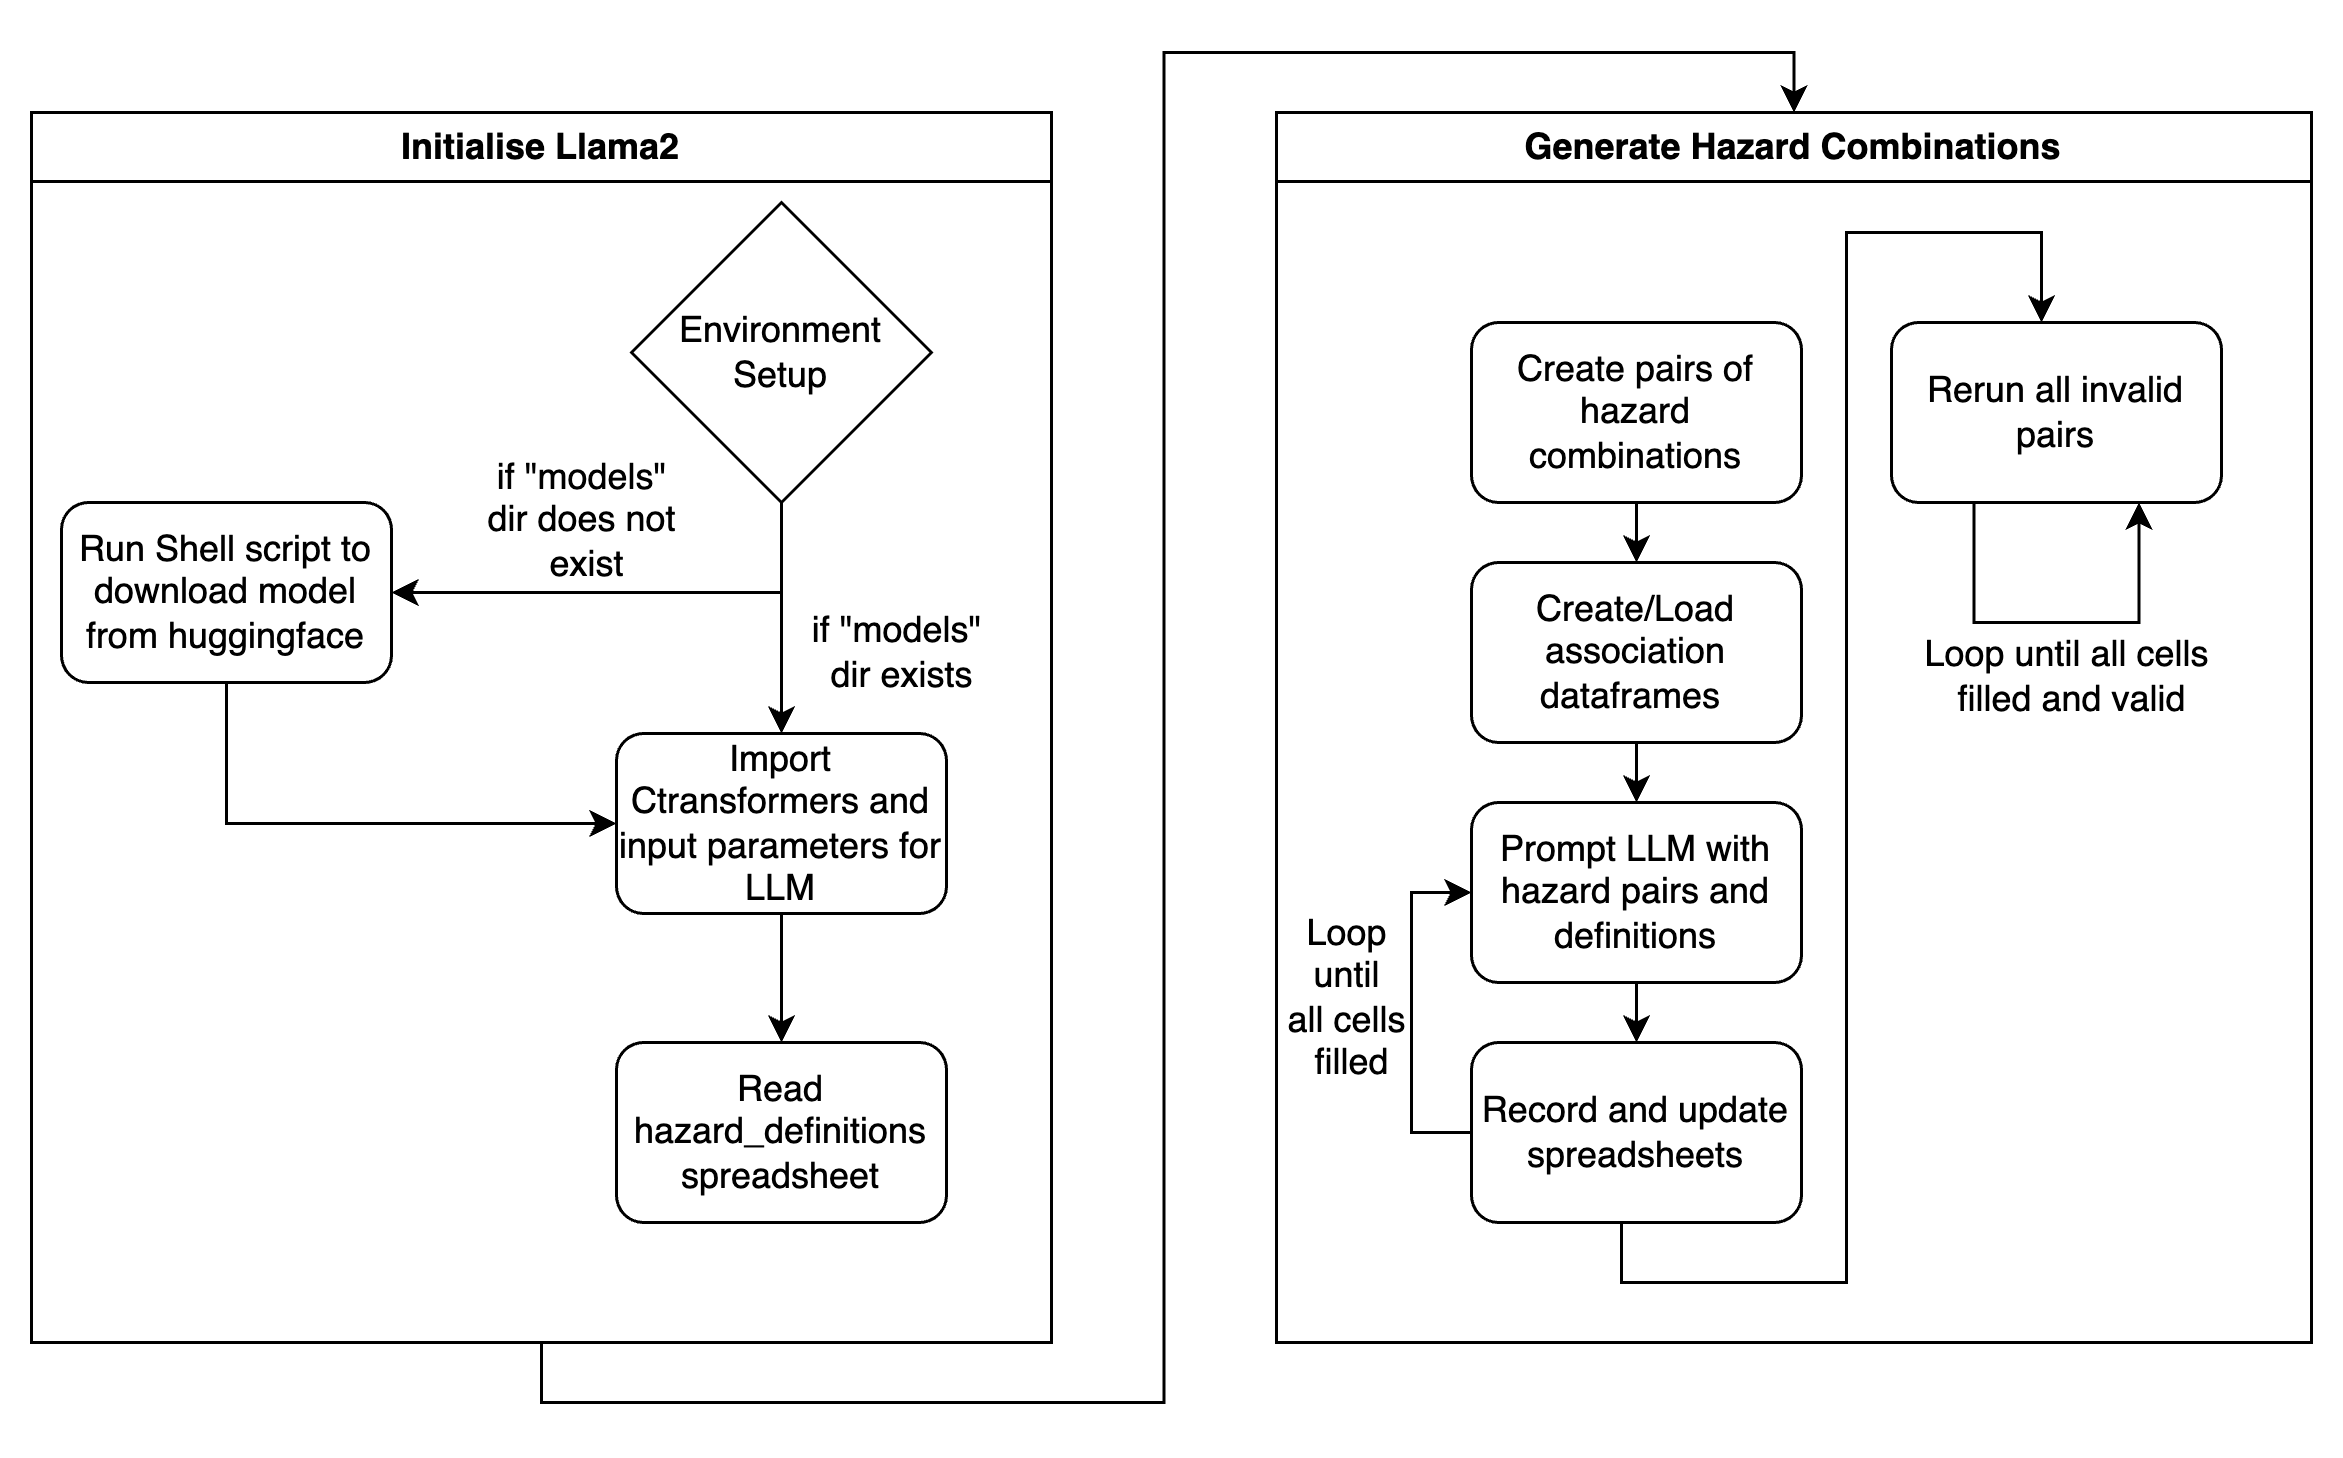 Initialise Llama2
Environment
Setup
if "models"
dir does not
exist
Run Shell script to
download model
from huggingface
if "models"
dir exists
Import
Ctransformers and
input parameters for
LLM
Read
hazard_definitions
spreadsheet
Generate Hazard Combinations
Create pairs of
hazard
combinations
Create/Load
association
dataframes
Prompt LLM with
hazard pairs and
definitions
Loop
until
all cells
filled
Record and update
spreadsheets
Rerun all invalid
pairs
Loop until all cells
filled and valid